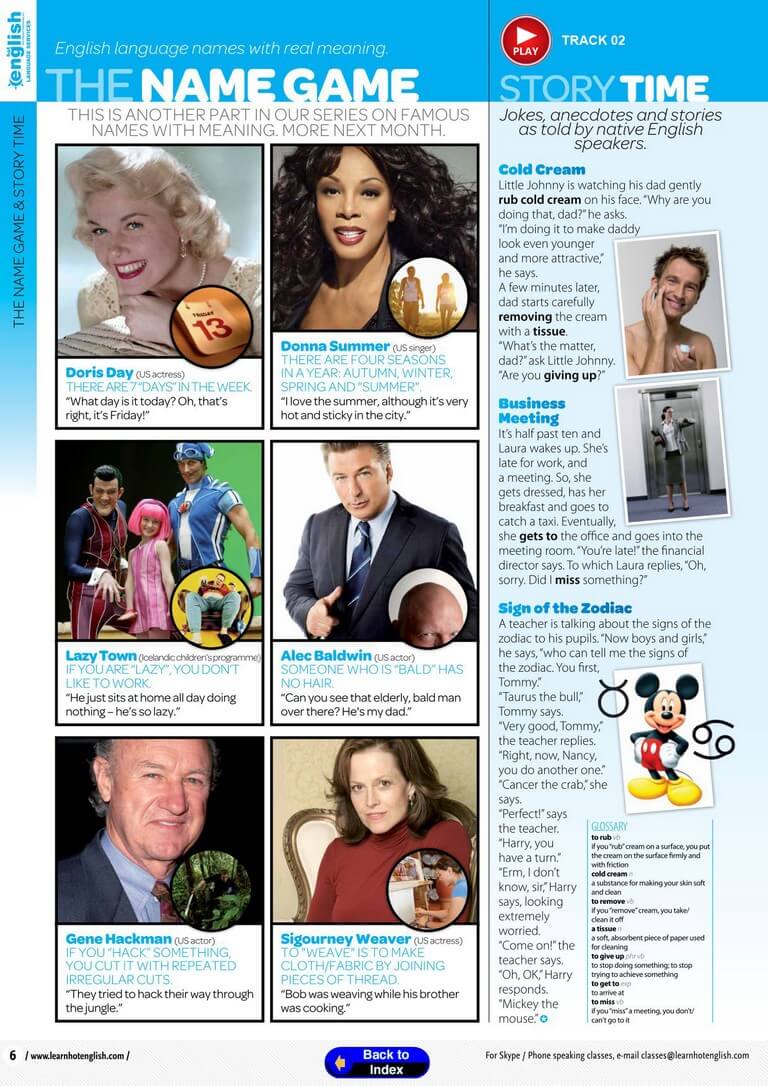 english
LANGUAGE SERVICES
THE NAME GAME & STORY TIME
English language names with real meaning.
THE NAME GAME
THIS IS ANOTHER PART IN OUR SERIES ON FAMOUS
NAMES WITH MEANING. MORE NEXT MONTH.
FRIDAY
13
Doris Day (US actress)
THERE ARE 7 “DAYS” IN THE WEEK.
“What day is it today? Oh, that’s
right, it’s Friday!”
Donna Summer (US singer)
THERE ARE FOUR SEASONS
IN A YEAR: AUTUMN, WINTER,
SPRING AND “SUMMER”.
“I love the summer, although it’s very
hot and sticky in the city.”
Lazy Town (Icelandic children’s programme)
IF YOU ARE “LAZY”, YOU DON’T
LIKE TO WORK.
“He just sits at home all day doing
nothing – he’s so lazy.”
Alec Baldwin (US actor)
SOMEONE WHO IS “BALD” HAS
NO HAIR.
“Can you see that elderly, bald man
over there? He's my dad.”
Gene Hackman (US actor)
IF YOU “HACK” SOMETHING,
YOU CUT IT WITH REPEATED
IRREGULAR CUTS.
“They tried to hack their way through
the jungle.”
Sigourney Weaver (US actress)
TO “WEAVE” IS TO MAKE
CLOTH/FABRIC BY JOINING
PIECES OF THREAD.
“Bob was weaving while his brother
was cooking.”
PLAY
TRACK 02
STORY TIME
Jokes, anecdotes and stories
as told by native English
speakers.
Cold Cream
Little Johnny is watching his dad gently
rub cold cream on his face. “Why are you
doing that, dad?” he asks.
“I’m doing it to make daddy
look even younger
and more attractive,”
he says.
A few minutes later,
dad starts carefully
removing the cream
with a tissue.
“What’s the matter,
dad?” ask Little Johnny.
“Are you giving up?”
Business
Meeting
It’s half past ten and
Laura wakes up. She’s
late for work, and
a meeting. So, she
gets dressed, has her
breakfast and goes to
catch a taxi. Eventually,
she gets to the office and goes into the
meeting room. “You’re late!” the financial
director says. To which Laura replies, “Oh,
sorry. Did I miss something?”
Sign of the Zodiac
A teacher is talking about the signs of the
zodiac to his pupils. “Now boys and girls,”
he says, “who can tell me the signs of
the zodiac. You first,
Tommy.”
“Taurus the bull,”
Tommy says.
“Very good, Tommy,”
the teacher replies.
“Right, now, Nancy,
you do another one.”
“Cancer the crab,” she
says.
“Perfect!” says
the teacher.
“Harry, you
have a turn.”
“Erm, I don’t
know, sir,” Harry
says, looking
extremely
worried.
“Come on!” the
teacher says.
“Oh, OK,” Harry
responds.
“Mickey the
mouse.”
GLOSSARY
to rub vb
if you “rub” cream on a surface, you put
the cream on the surface firmly and
with friction
cold cream n
a substance for making your skin soft
and clean
to remove vb
if you “remove” cream, you take/
clean it off
a tissue n
a soft, absorbent piece of paper used
for cleaning
to give up phr vb
to stop doing something; to stop
trying to achieve something
to get to exp
to arrive at
to miss vb
if you “miss” a meeting, you don’t/
can’t go to it
6 / www.learnhotenglish.com /
Back to
Index
For Skype / Phone speaking classes, e-mail classes@learnhotenglish.com